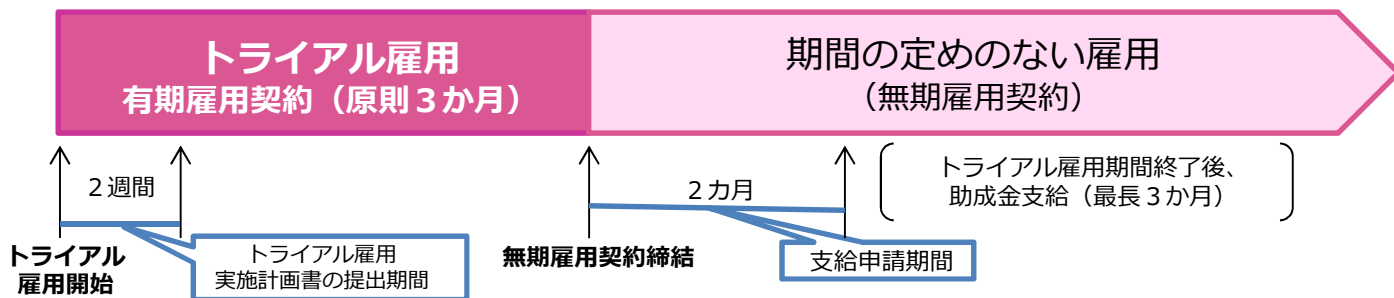 トライアル雇用
有期雇用契約（原則３か月）
期間の定めのない雇用
（無期雇用契約）
２週間
２カ月
トライアル雇用期間終了後、
助成金支給（最長３か月）
トライアル
雇用開始
トライアル雇用
実施計画書の提出期間
無期雇用契約締結
支給申請期間